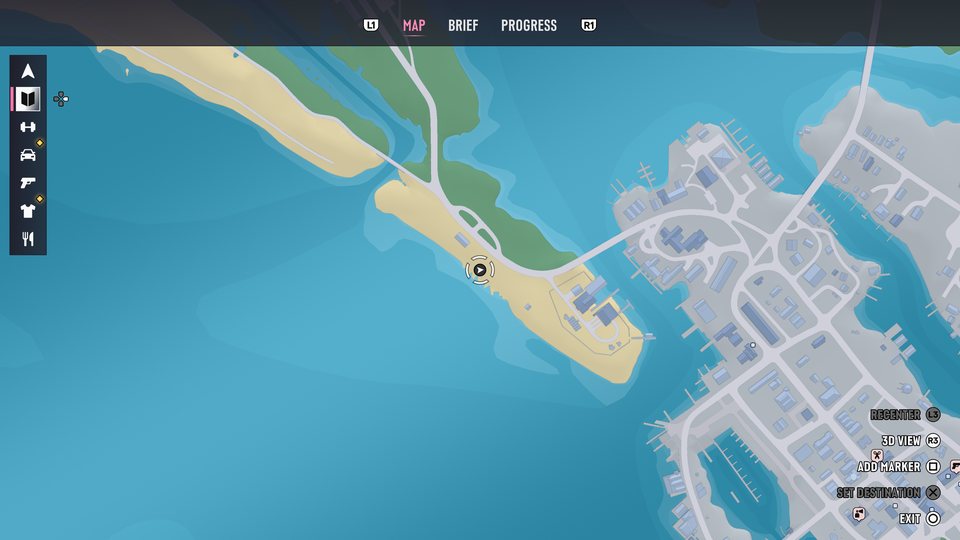 L1 MAP BRIEF PROGRESS R1
RECENTER L3
3D VIEW R3
ADD MARKER
SET DESTINATION
EXIT